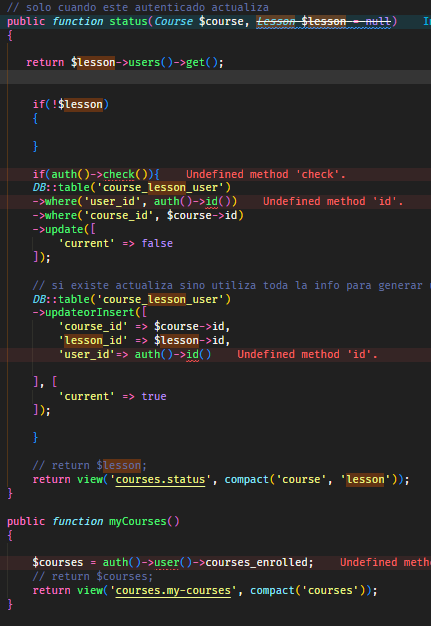 // solo cuando este autenticado actualiza
public function status(Course $course, Lesson $lesson = null)
{
return $lesson->users()->get();
if(!$lesson)
{
}
if(auth()->check()){ Undefined method 'check'.
DB::table('course_lesson_user')
->where('user_id', auth()->id()) Undefined method 'id'.
->where('course_id', $course->id)
->update([
'current' => false
]);
// si existe actualiza sino utiliza toda la info para generar
DB::table('course_lesson_user')
->updateorInsert([
'course_id' => $course->id,
'lesson_id' => $lesson->id,
'user_id'=> auth()->id() Undefined method 'id'.
], [
'current' => true
]);
}
// return $lesson;
return view('courses.status', compact('course', 'lesson'));
}
public function myCourses()
{
$courses = auth()->user()->courses_enrolled; Undefined meth
// return $courses;
return view('courses.my-courses', compact('courses'));
}